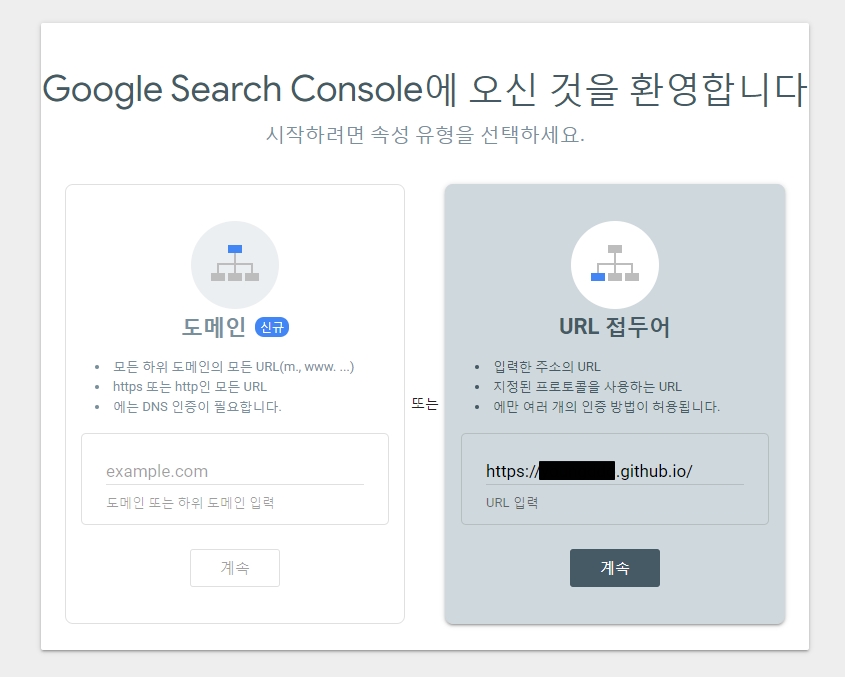 Google Search Console에 오신 것을 환영합니다
시작하려면 속성 유형을 선택하세요.
도메인 신규
모든 하위 도메인의 모든 URL(m., www. ...)
https 또는 http인 모든 URL
에는 DNS 인증이 필요합니다.
example.com
도메인 또는 하위 도메인 입력
계속
또는
URL 접두어
입력한 주소의 URL
지정된 프로토콜을 사용하는 URL
에만 여러 개의 인증 방법이 허용됩니다.
https:// .github.io/
URL 입력
계속